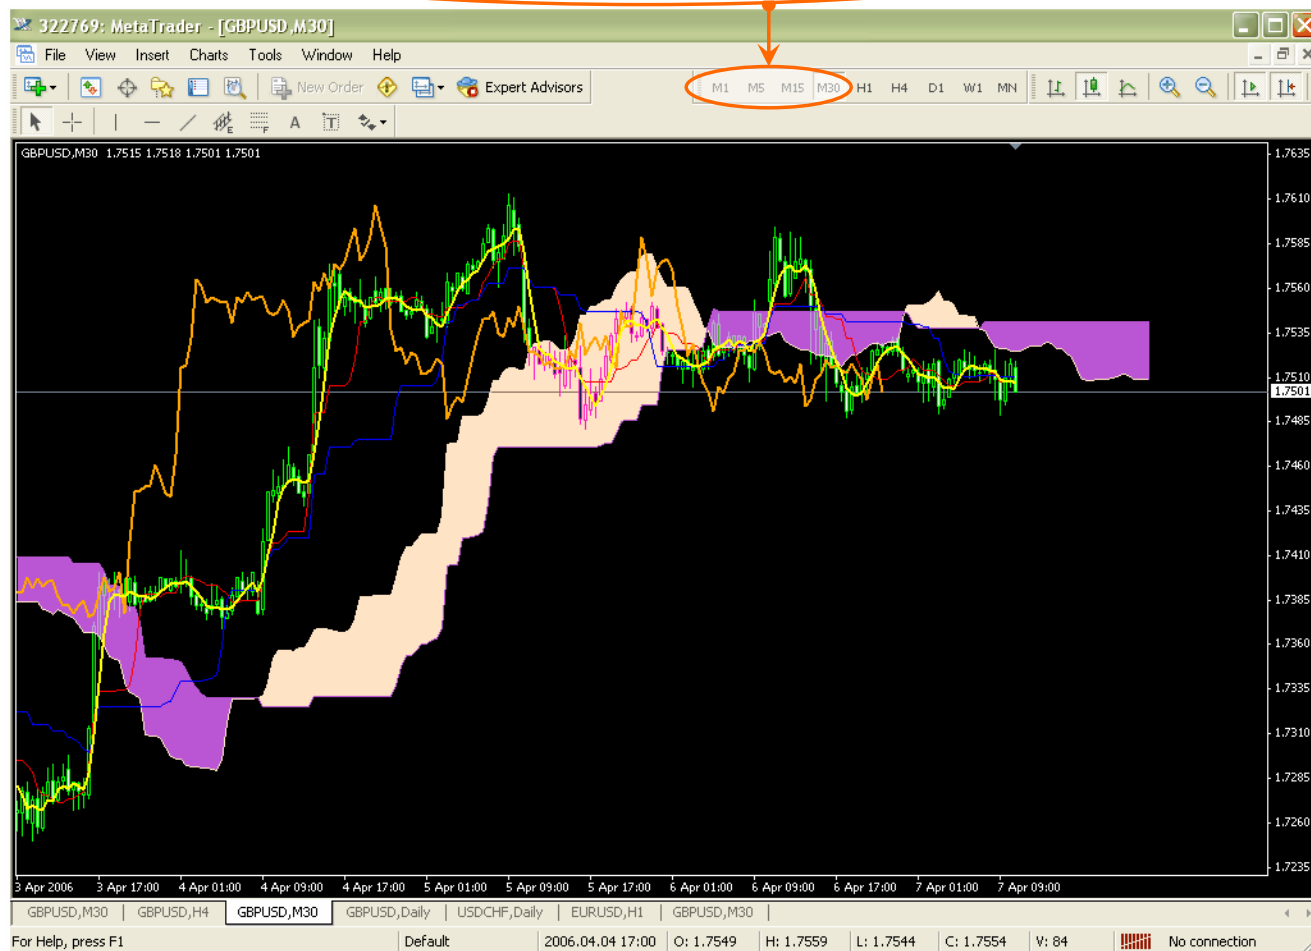 322769: MetaTrader - [GBPUSD,M30]
File View Insert Charts Tools Window Help
New Order Expert Advisors M1 M5 M15 M30 H1 H4 D1 W1 MN
E F A T
GBPUSD,M30 1.7515 1.7518 1.7501 1.7501
1.7635
1.7610
1.7585
1.7560
1.7535
1.7510
1.7501
1.7485
1.7460
1.7435
1.7410
1.7385
1.7360
1.7335
1.7310
1.7285
1.7260
1.7235
3 Apr 2006 3 Apr 17:00 4 Apr 01:00 4 Apr 09:00 4 Apr 17:00 5 Apr 01:00 5 Apr 09:00 5 Apr 17:00 6 Apr 01:00 6 Apr 09:00 6 Apr 17:00 7 Apr 01:00 7 Apr 09:00
GBPUSD,M30 GBPUSD,H4 GBPUSD,M30 GBPUSD,Daily USDCHF,Daily EURUSD,H1 GBPUSD,M30
For Help, press F1 Default 2006.04.04 17:00 O: 1.7549 H: 1.7559 L: 1.7544 C: 1.7554 V: 84 No connection